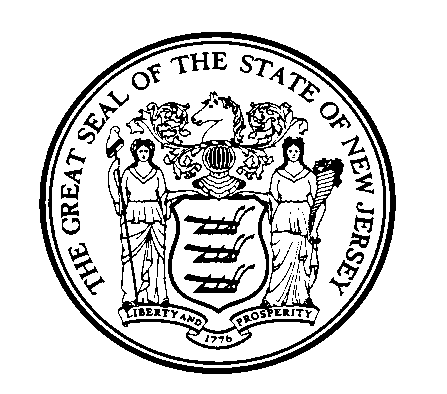 THE GREAT SEAL OF THE STATE OF NEW JERSEY
LIBERTY AND PROSPERITY
1776